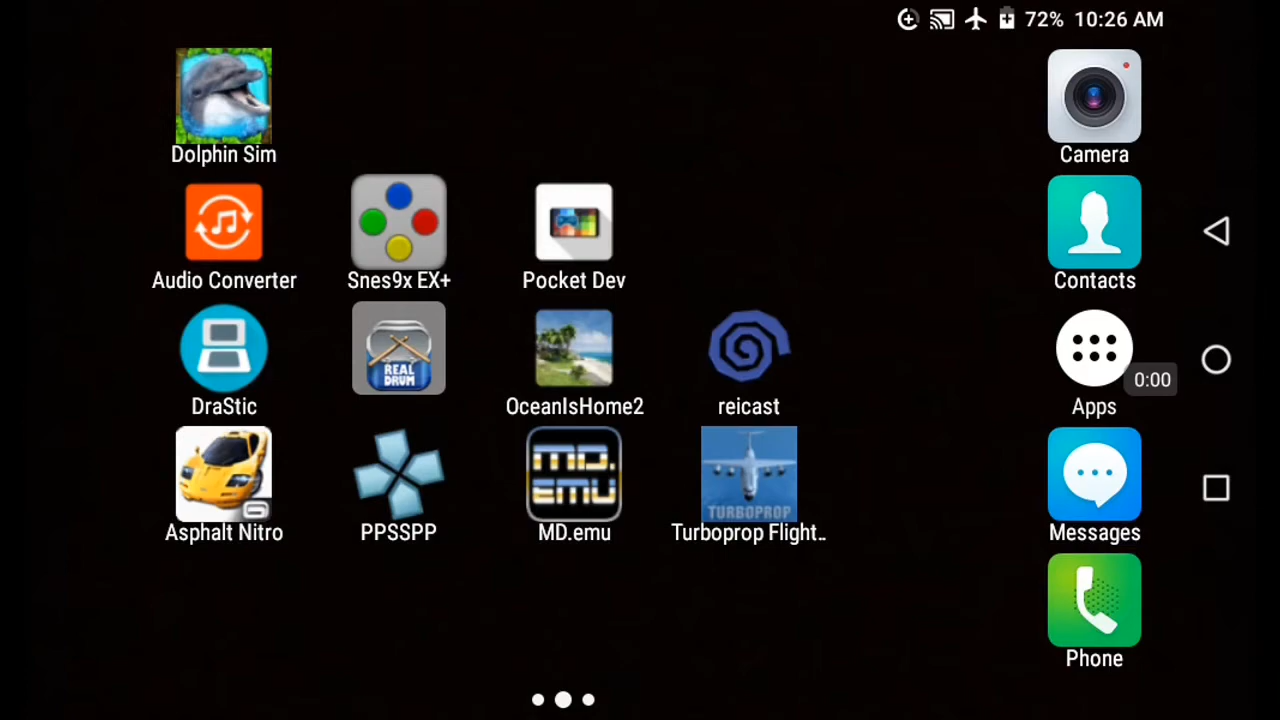 72% 10:26 AM
Dolphin Sim
Camera
Audio Converter
Snes9x EX+
Pocket Dev
Contacts
REAL
DRUM
DraStic
OceanIsHome2
reicast
Apps
0:00
MD.
EMU
TURBOPROP
Asphalt Nitro
PPSSPP
MD.emu
Turboprop Flight..
Messages
Phone